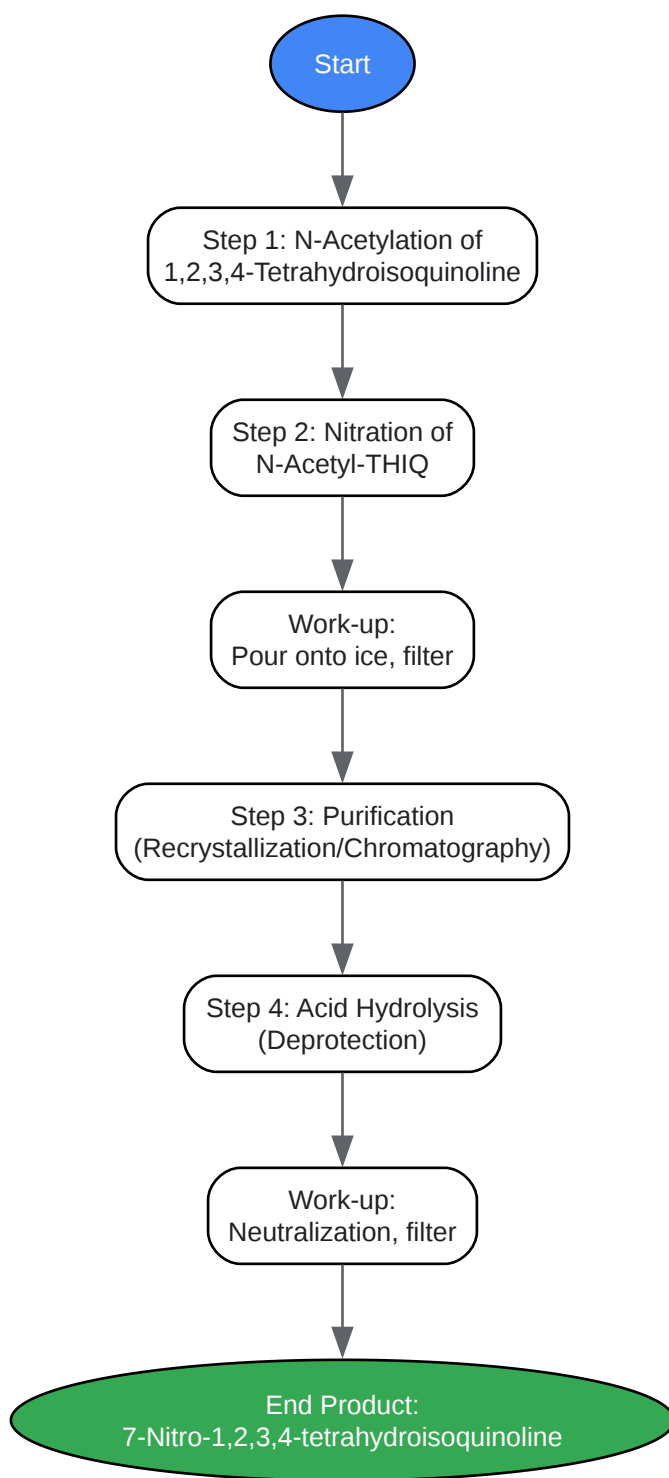 Start
Step 1: N-Acetylation of
1,2,3,4-Tetrahydroisoquinoline
Step 2: Nitration of
N-Acetyl-THIQ
Work-up:
Pour onto ice, filter
Step 3: Purification
(Recrystallization/Chromatography)
Step 4: Acid Hydrolysis
(Deprotection)
Work-up:
Neutralization, filter
End Product:
7-Nitro-1,2,3,4-tetrahydroisoquinoline